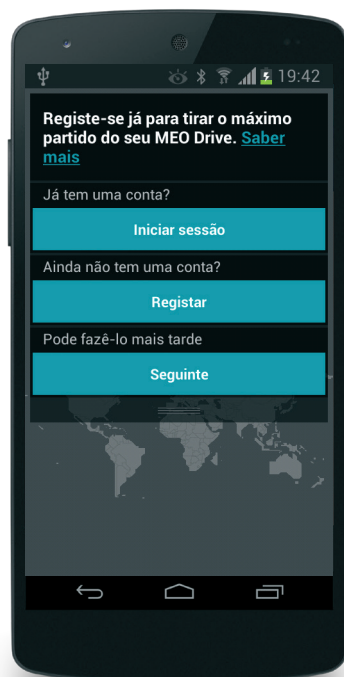 19:42
Registe-se já para tirar o máximo
partido do seu MEO Drive. Saber
mais
Já tem uma conta?
Iniciar sessão
Ainda não tem uma conta?
Registar
Pode fazê-lo mais tarde
Seguinte